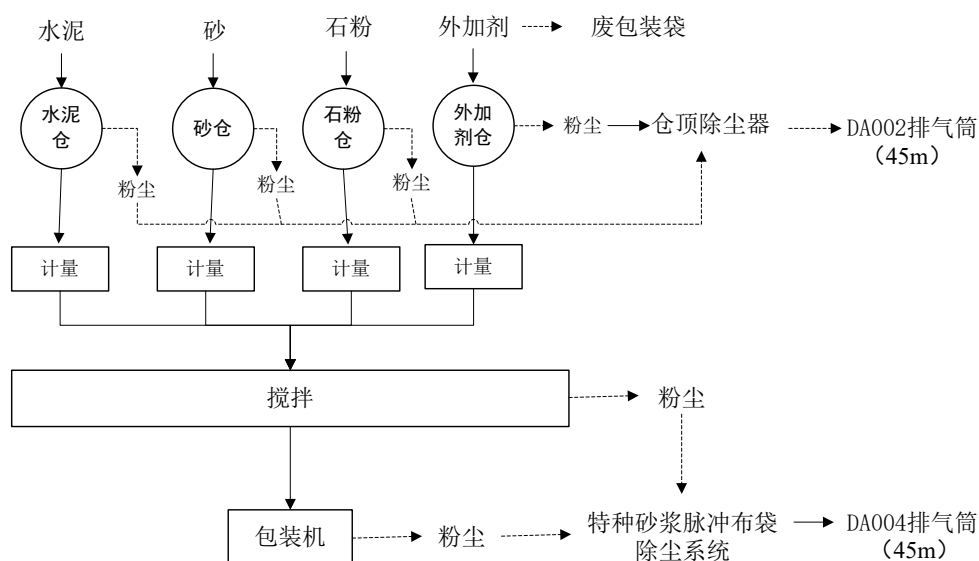 水泥
砂
石粉
外加剂
废包装袋
水泥
仓
砂仓
石粉
仓
外加
剂仓
粉尘
仓顶除尘器
DA002排气筒
（45m）
粉尘
粉尘
粉尘
计量
计量
计量
计量
搅拌
粉尘
包装机
粉尘
特种砂浆脉冲布袋
除尘系统
DA004排气筒
（45m）